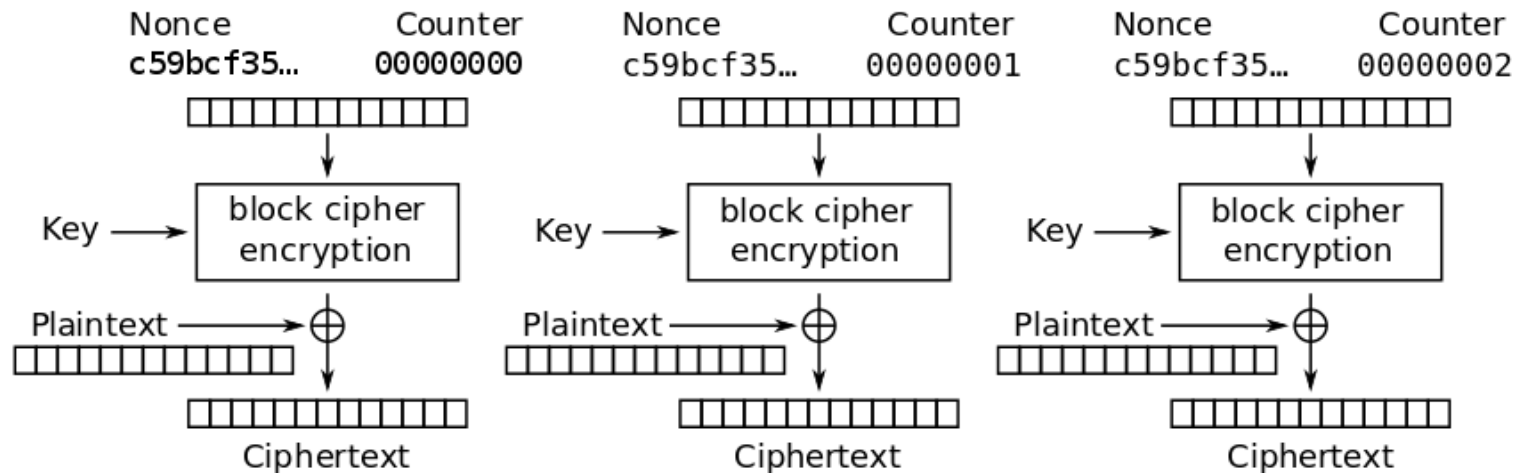 Nonce Counter Nonce Counter Nonce Counter
c59bcf35… 00000000 c59bcf35… 00000001 c59bcf35… 00000002
block cipher block cipher block cipher
Key encryption Key encryption Key encryption
Plaintext Plaintext Plaintext
Ciphertext Ciphertext Ciphertext